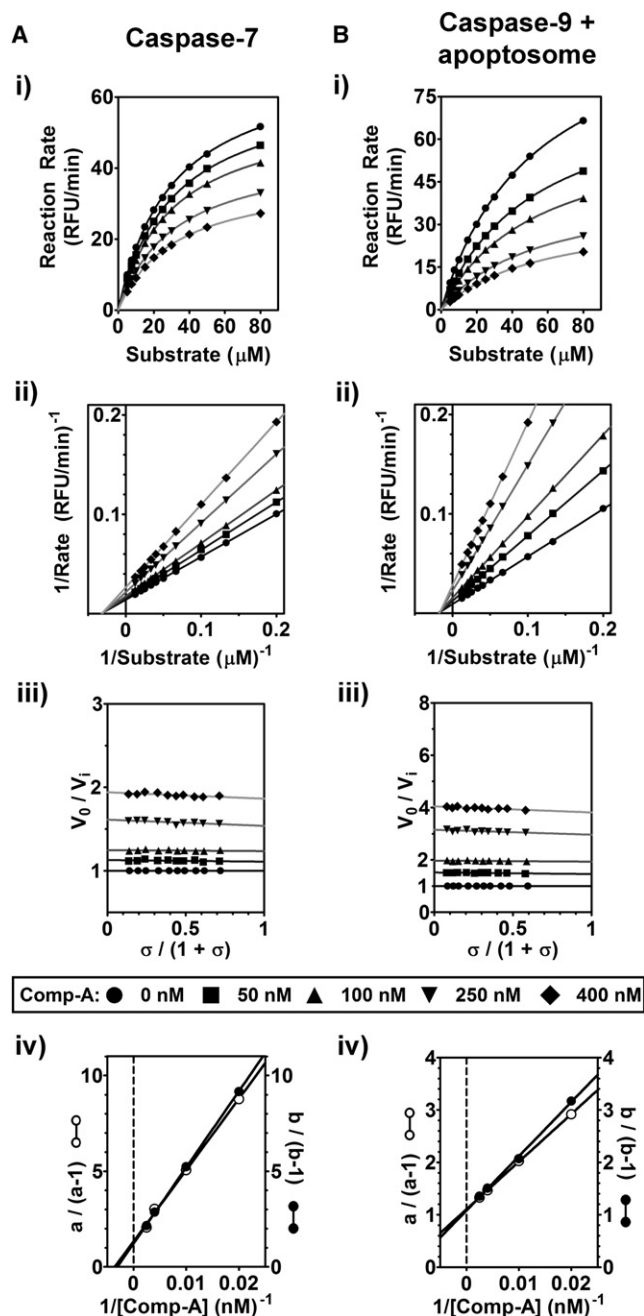 A
Caspase-7
i)
60
40
20
0
Reaction Rate
(RFU/min)
0 20 40 60 80
Substrate (μM)
ii)
0.2
0.1
1/Rate (RFU/min)⁻¹
0 0.1 0.2
1/Substrate (μM)⁻¹
iii)
3
2
1
V₀ / Vᵢ
0 0.5 1
σ / (1 + σ)
B
Caspase-9 +
apoptosome
i)
75
60
45
30
15
0
Reaction Rate
(RFU/min)
0 20 40 60 80
Substrate (μM)
ii)
0.2
0.1
1/Rate (RFU/min)⁻¹
0 0.1 0.2
1/Substrate (μM)⁻¹
iii)
8
6
4
2
1
0
V₀ / Vᵢ
0 0.5 1
σ / (1 + σ)
Comp-A: 0 nM 50 nM 100 nM 250 nM 400 nM
iv)
10
5
0
a / (a-1)
10
8
6
4
2
0
b / (b-1)
0 0.01 0.02
1/[Comp-A] (nM)⁻¹
iv)
4
3
2
1
0
a / (a-1)
4
3
2
1
0
b / (b-1)
0 0.01 0.02
1/[Comp-A] (nM)⁻¹